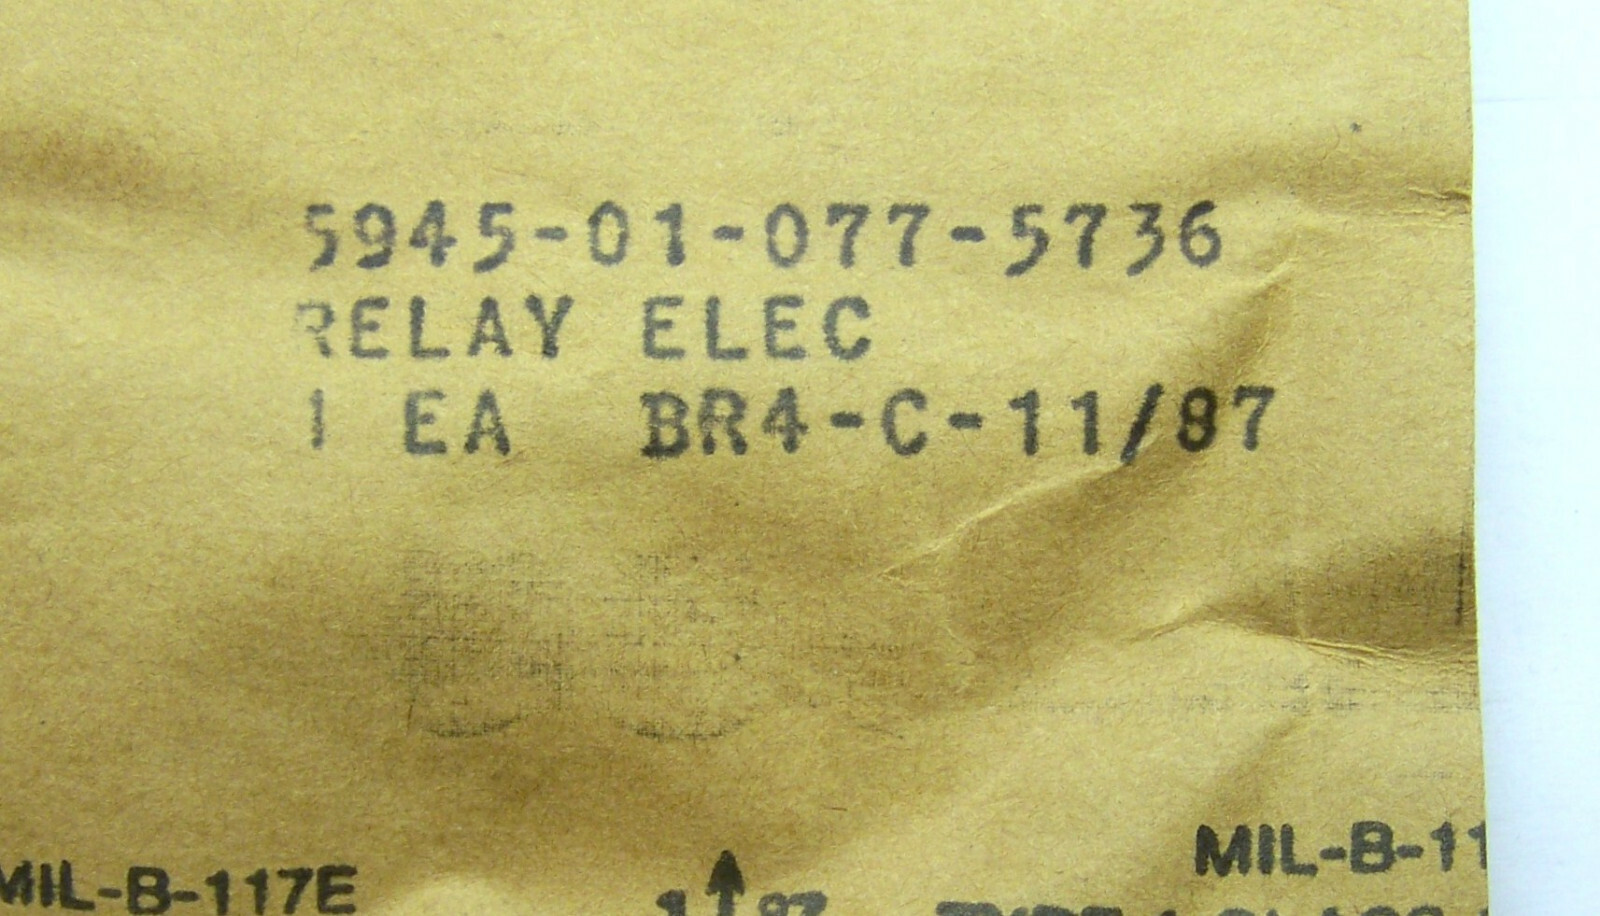 5945-01-077-5736
RELAY ELEC
1 EA BR4-C-11/87
MIL-B-117E
MIL-B-11